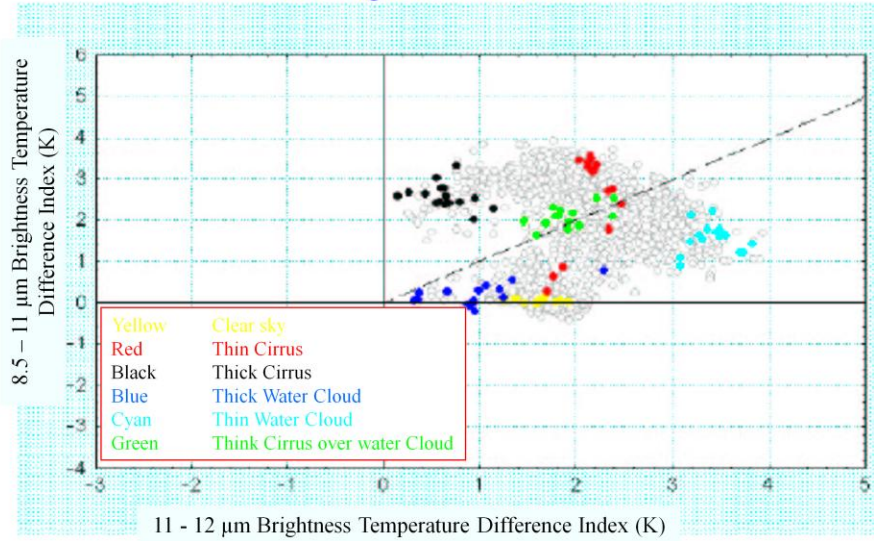 8.5 – 11 μm Brightness Temperature
Difference Index (K)
6
5
4
3
2
1
0
-1
-2
-3
-4
Yellow Clear sky
Red Thin Cirrus
Black Thick Cirrus
Blue Thick Water Cloud
Cyan Thin Water Cloud
Green Think Cirrus over water Cloud
-3 -2 -1 0 1 2 3 4 5
11 - 12 μm Brightness Temperature Difference Index (K)